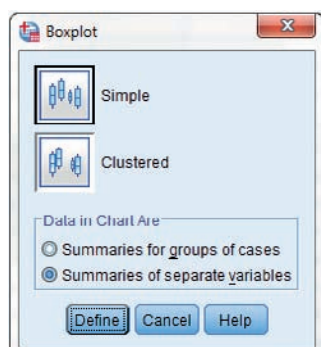 Boxplot
Simple
Clustered
Data in Chart Are
Summaries for groups of cases
Summaries of separate variables
Define Cancel Help